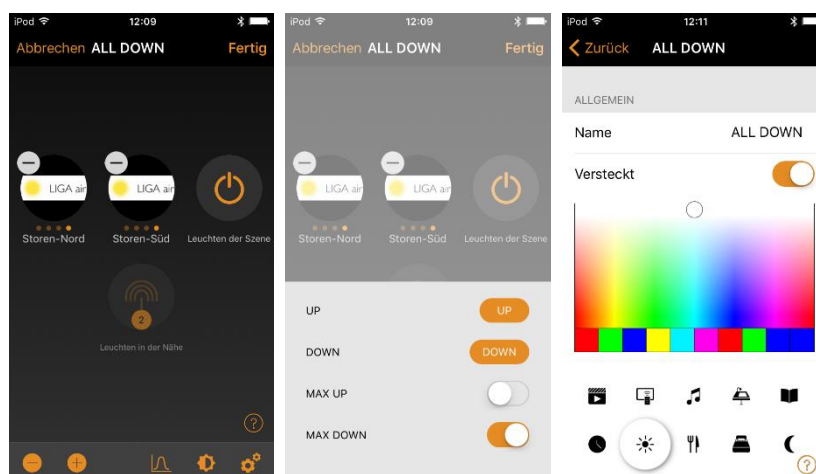 iPod 12:09
Abbrechen ALL DOWN Fertig
LIGA air
LIGA air
Storen-Nord Storen-Süd Leuchten der Szene
2
Leuchten in der Nähe
?
iPod 12:09
Abbrechen ALL DOWN Fertig
LIGA air
LIGA air
Storen-Nord Storen-Süd Leuchten der Szene
UP UP
DOWN DOWN
MAX UP
MAX DOWN
iPod 12:11
Zurück ALL DOWN
ALLGEMEIN
Name ALL DOWN
Versteckt
?